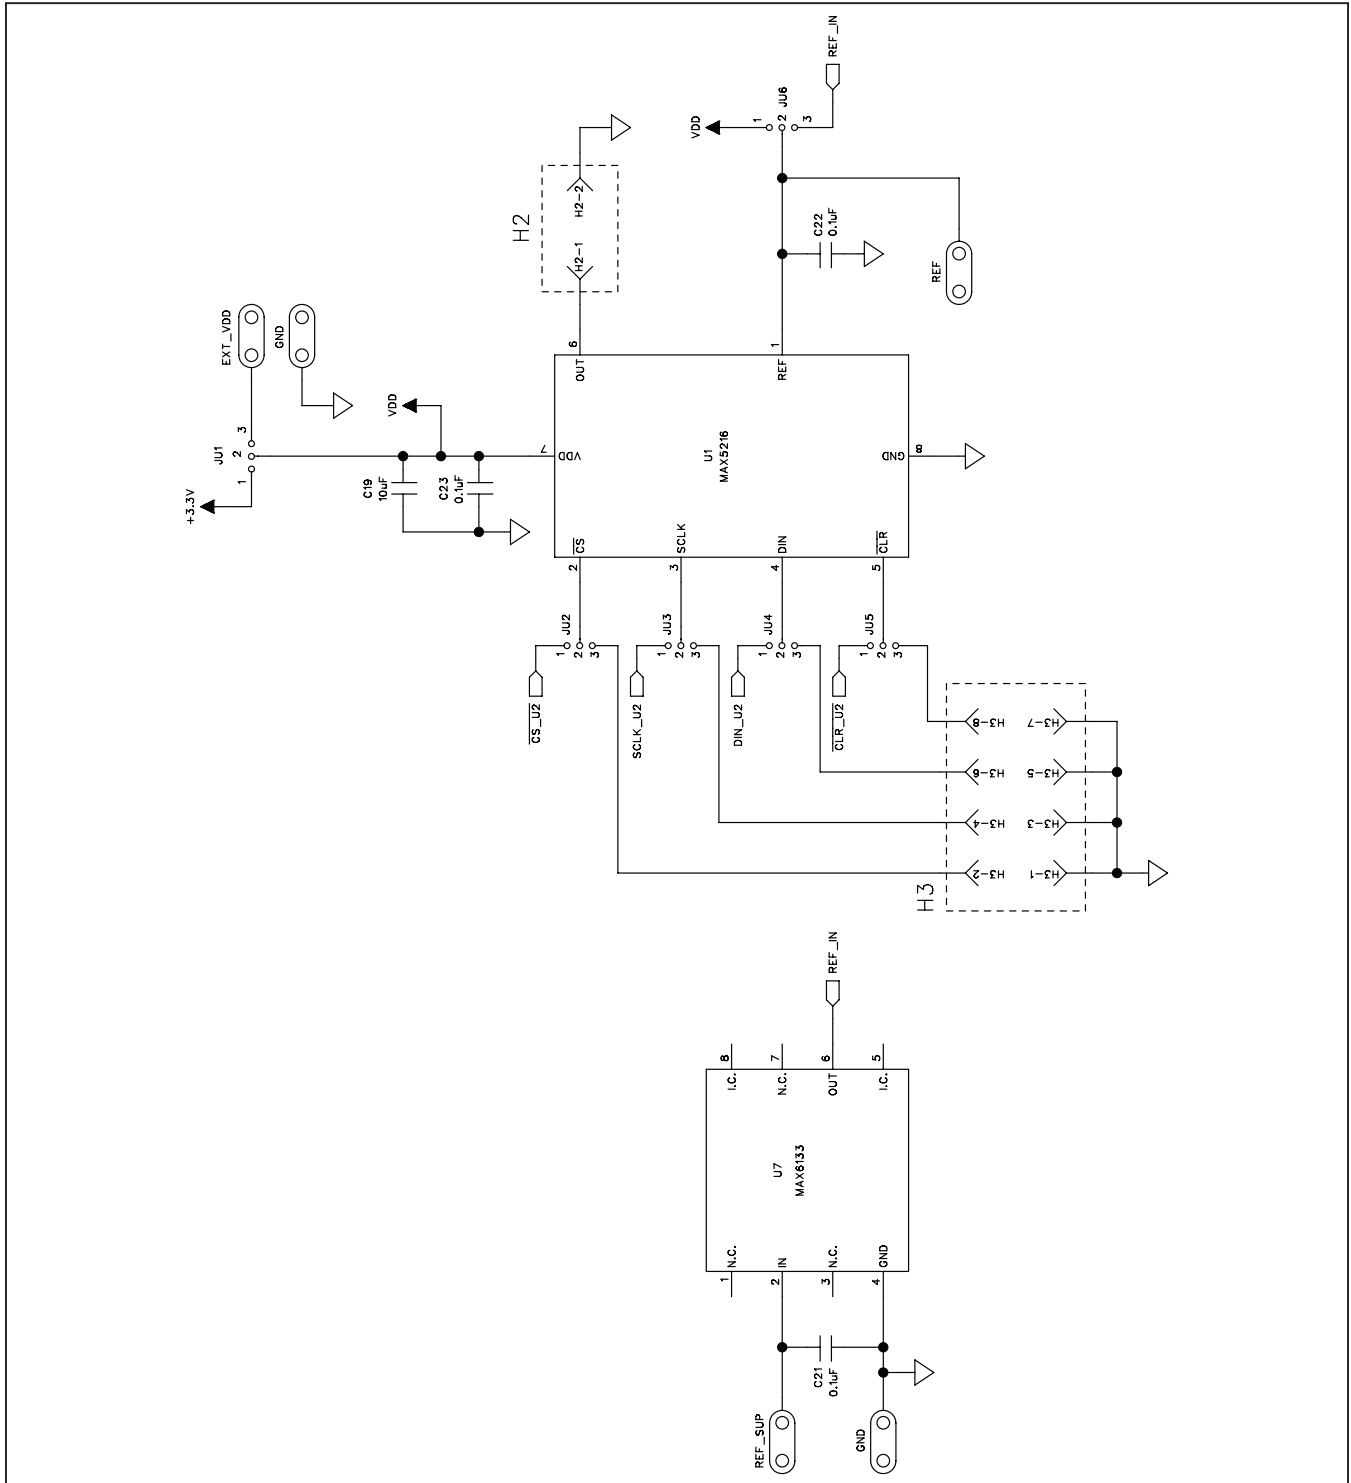 REF_IN
JU6
1
2
3
VDD
H2
H2-1
H2-2
C22
0.1uF
REF
EXT_VDD
GND
JU1
1
2
3
+3.3V
VDD
C19
10uF
C23
0.1uF
6
OUT
1
REF
7
VDD
U1
MAX5216
GND
8
CS
2
SCLK
3
DIN
4
CLR
5
JU2
1
2
3
JU3
1
2
3
JU4
1
2
3
JU5
1
2
3
CS_U2
SCLK_U2
DIN_U2
CLR_U2
H3
H3-8
H3-7
H3-6
H3-5
H3-4
H3-3
H3-2
H3-1
REF_IN
8
I.C.
7
N.C.
6
OUT
5
I.C.
U7
MAX6133
N.C.
1
IN
2
N.C.
3
GND
4
C21
0.1uF
REF_SUP
GND